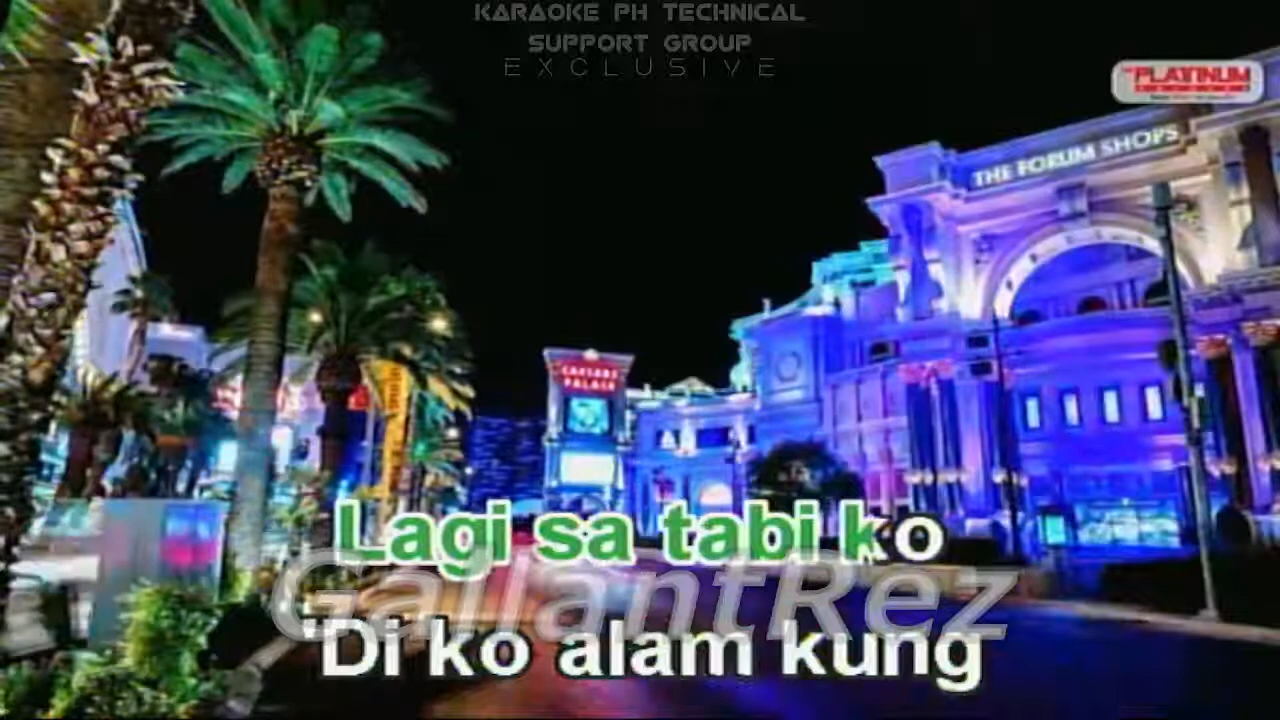 KARAOKE PH TECHNICAL
SUPPORT GROUP
EXCLUSIVE
PLATINUM
THE FORUM SHOPS
CAESARS
PALACE
Lagi sa tabi ko
GallantRez
'Di ko alam kung